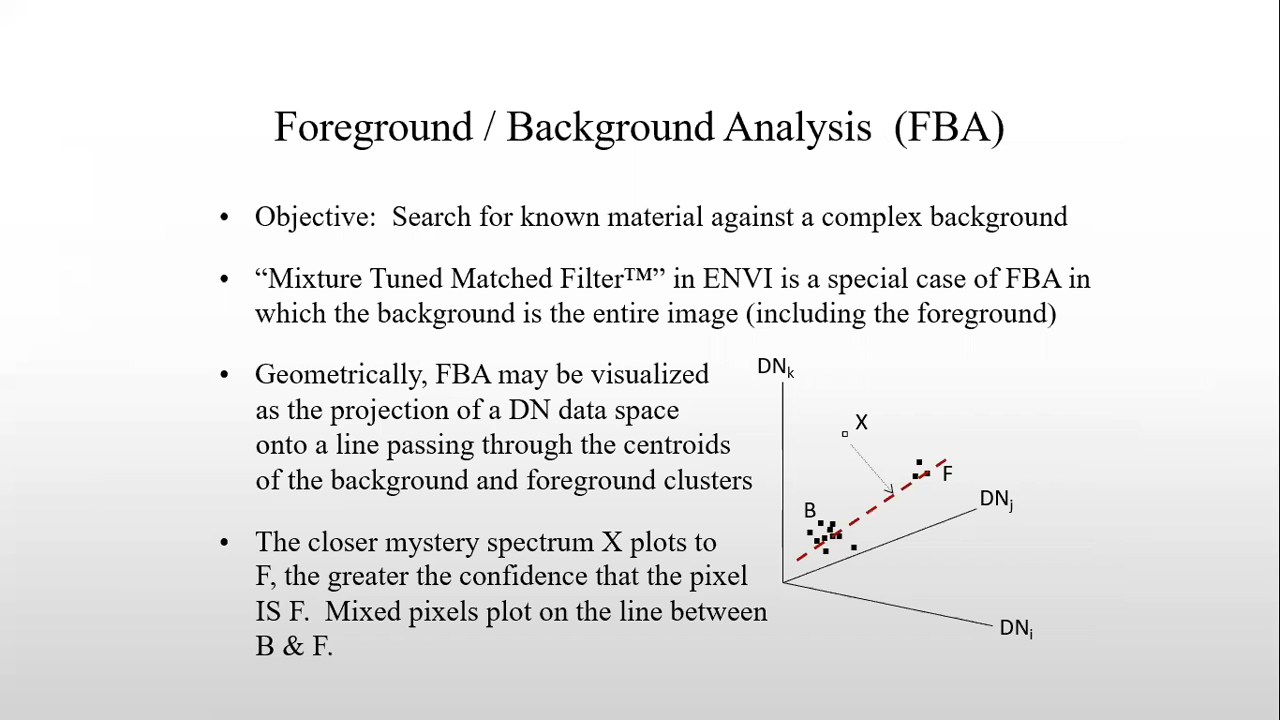 Foreground / Background Analysis (FBA)
• Objective: Search for known material against a complex background
• “Mixture Tuned Matched Filter™” in ENVI is a special case of FBA in
which the background is the entire image (including the foreground)
• Geometrically, FBA may be visualized
as the projection of a DN data space
onto a line passing through the centroids
of the background and foreground clusters
• The closer mystery spectrum X plots to
F, the greater the confidence that the pixel
IS F. Mixed pixels plot on the line between
B & F.
DNk
X
F
DNj
B
DNi